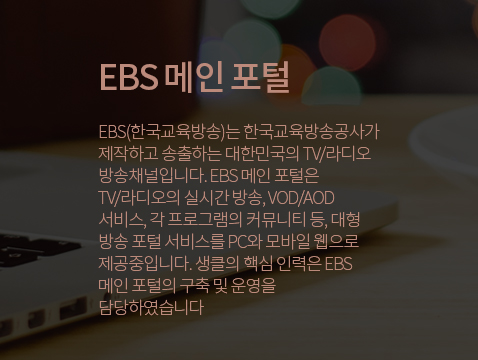 EBS 메인 포털
EBS(한국교육방송)는 한국교육방송공사가
제작하고 송출하는 대한민국의 TV/라디오
방송채널입니다. EBS 메인 포털은
TV/라디오의 실시간 방송, VOD/AOD
서비스, 각 프로그램의 커뮤니티 등, 대형
방송 포털 서비스를 PC와 모바일 웹으로
제공중입니다. 생클의 핵심 인력은 EBS
메인 포털의 구축 및 운영을
담당하였습니다